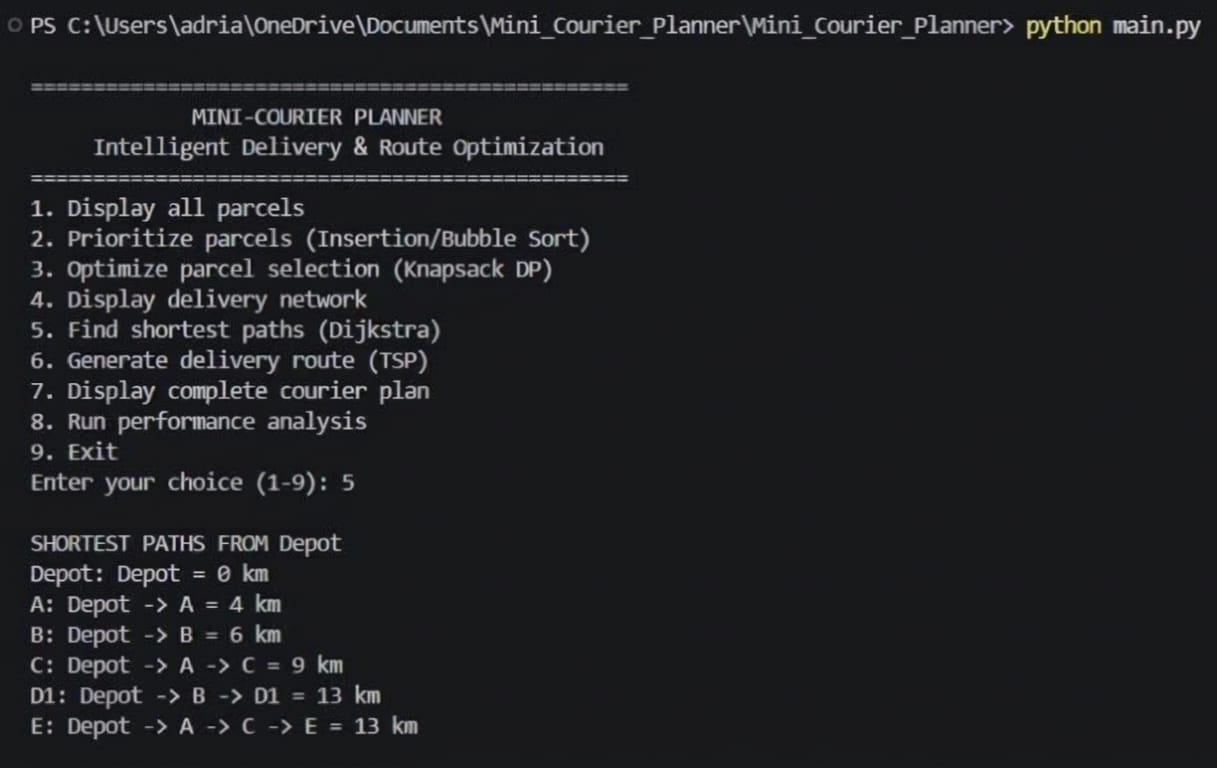 PS C:\Users\adria\OneDrive\Documents\Mini_Courier_Planner\Mini_Courier_Planner> python main.py
================================================
MINI-COURIER PLANNER
Intelligent Delivery & Route Optimization
================================================
1. Display all parcels
2. Prioritize parcels (Insertion/Bubble Sort)
3. Optimize parcel selection (Knapsack DP)
4. Display delivery network
5. Find shortest paths (Dijkstra)
6. Generate delivery route (TSP)
7. Display complete courier plan
8. Run performance analysis
9. Exit
Enter your choice (1-9): 5
SHORTEST PATHS FROM Depot
Depot: Depot = 0 km
A: Depot -> A = 4 km
B: Depot -> B = 6 km
C: Depot -> A -> C = 9 km
D1: Depot -> B -> D1 = 13 km
E: Depot -> A -> C -> E = 13 km